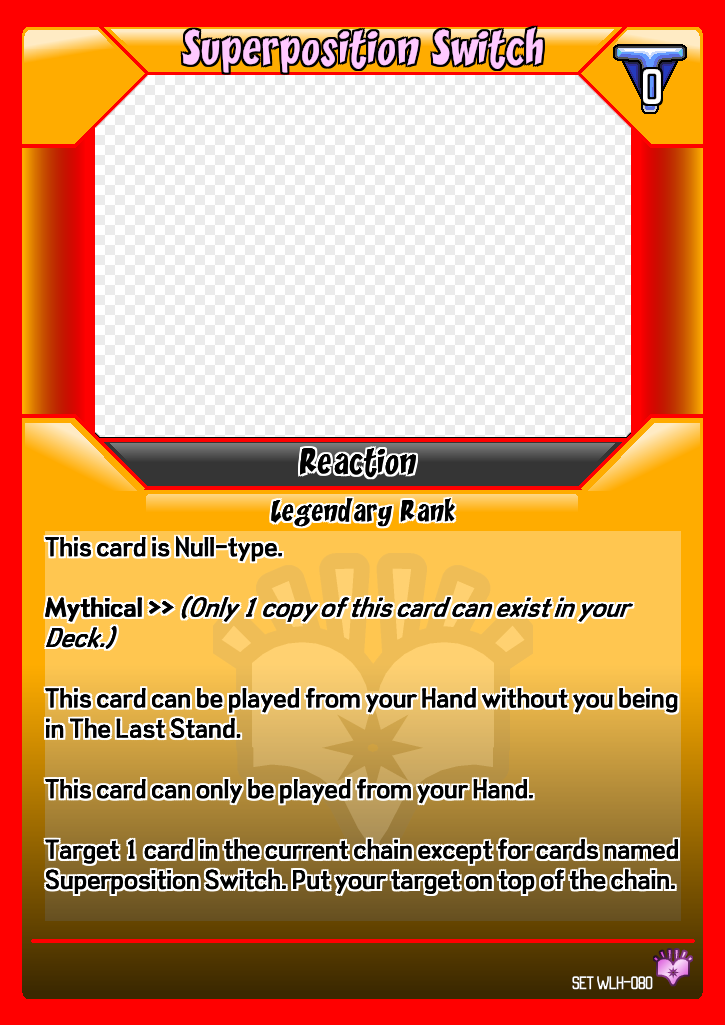 Superposition Switch
0
Reaction
Legendary Rank
This card is Null-type.
Mythical >> (Only 1 copy of this card can exist in your
Deck.)
This card can be played from your Hand without you being
in The Last Stand.
This card can only be played from your Hand.
Target 1 card in the current chain except for cards named
Superposition Switch. Put your target on top of the chain.
SET WLH-080